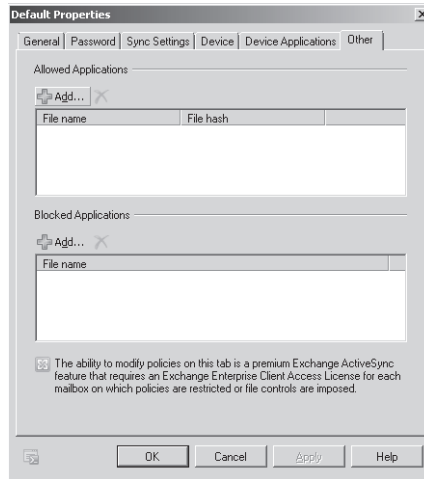 Default Properties
General Password Sync Settings Device Device Applications Other
Allowed Applications
Add...
File name File hash
Blocked Applications
Add...
File name
The ability to modify policies on this tab is a premium Exchange ActiveSync
feature that requires an Exchange Enterprise Client Access License for each
mailbox on which policies are restricted or file controls are imposed.
OK Cancel Apply Help